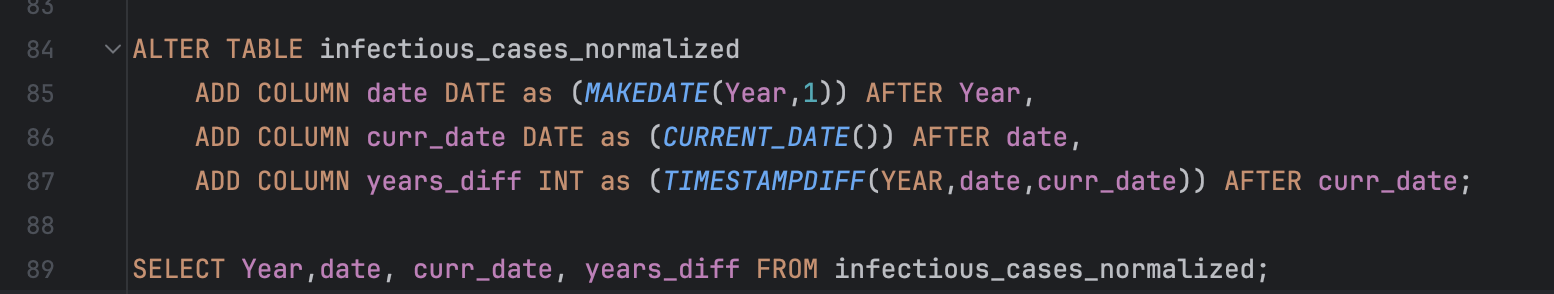 83
84 ALTER TABLE infectious_cases_normalized
85 ADD COLUMN date DATE as (MAKEDATE(Year,1)) AFTER Year,
86 ADD COLUMN curr_date DATE as (CURRENT_DATE()) AFTER date,
87 ADD COLUMN years_diff INT as (TIMESTAMPDIFF(YEAR,date,curr_date)) AFTER curr_date;
88
89 SELECT Year,date, curr_date, years_diff FROM infectious_cases_normalized;